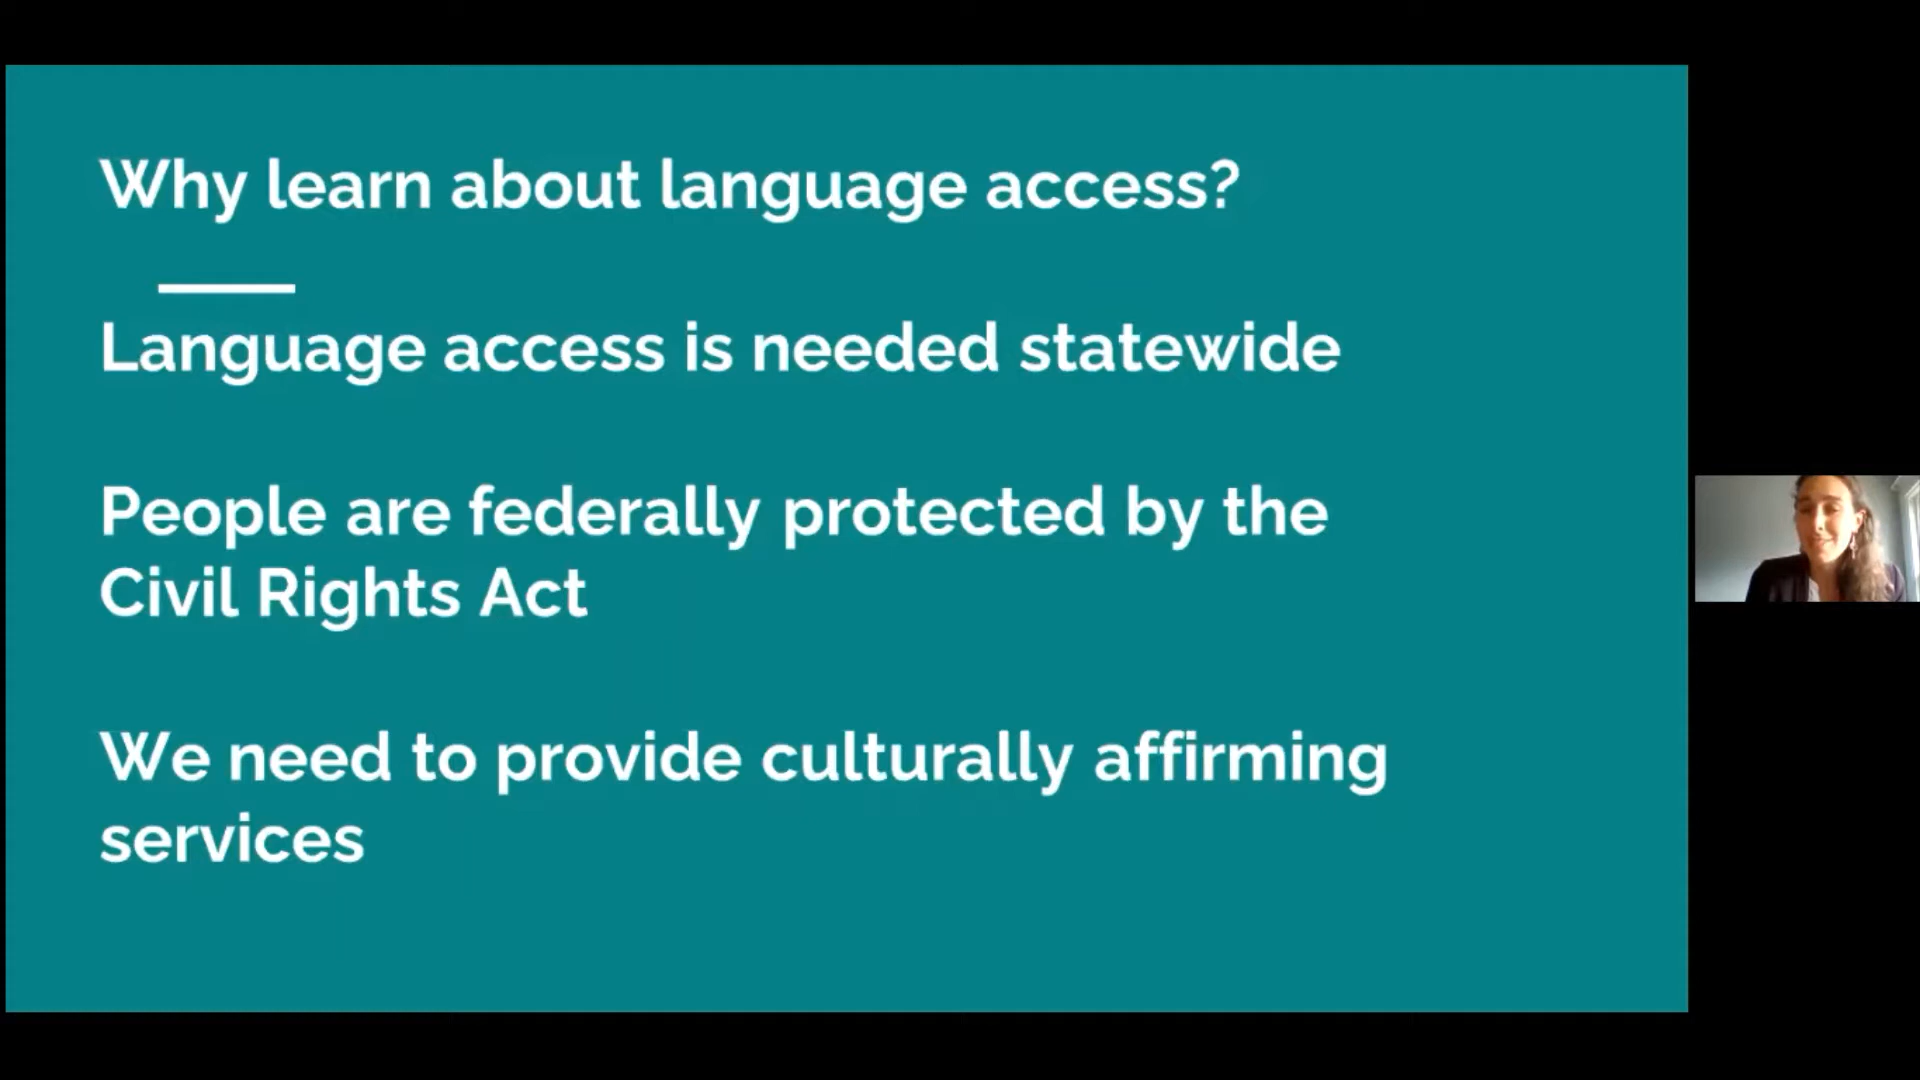 Why learn about language access?
Language access is needed statewide
People are federally protected by the
Civil Rights Act
We need to provide culturally affirming
services